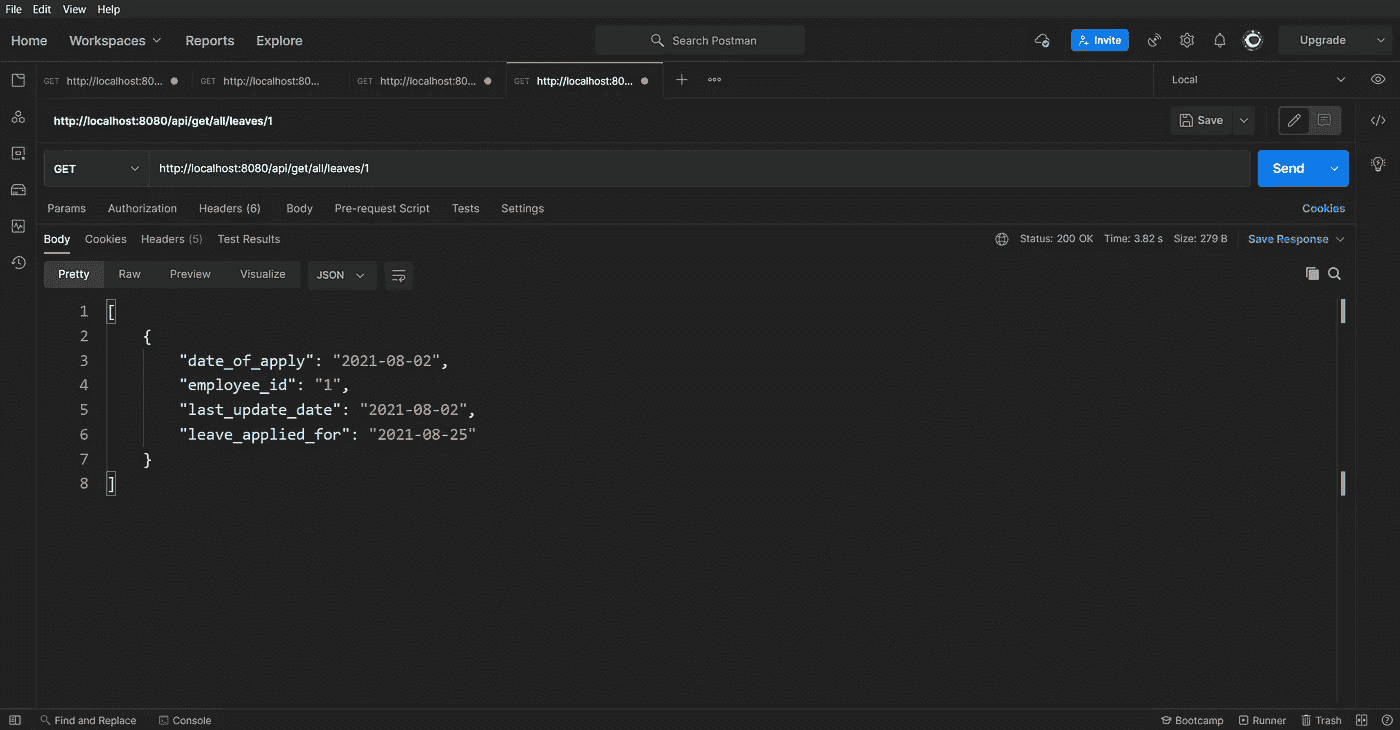 File Edit View Help
Home Workspaces Reports Explore Search Postman Invite Upgrade
GET http://localhost:80... GET http://localhost:80... GET http://localhost:80... GET http://localhost:80... Local
http://localhost:8080/api/get/all/leaves/1 Save
GET http://localhost:8080/api/get/all/leaves/1 Send
Params Authorization Headers (6) Body Pre-request Script Tests Settings Cookies
Body Cookies Headers (5) Test Results Status: 200 OK Time: 3.82 s Size: 279 B Save Response
Pretty Raw Preview Visualize JSON
1 [
2 {
3 "date_of_apply": "2021-08-02",
4 "employee_id": "1",
5 "last_update_date": "2021-08-02",
6 "leave_applied_for": "2021-08-25"
7 }
8 ]
Find and Replace Console Bootcamp Runner Trash